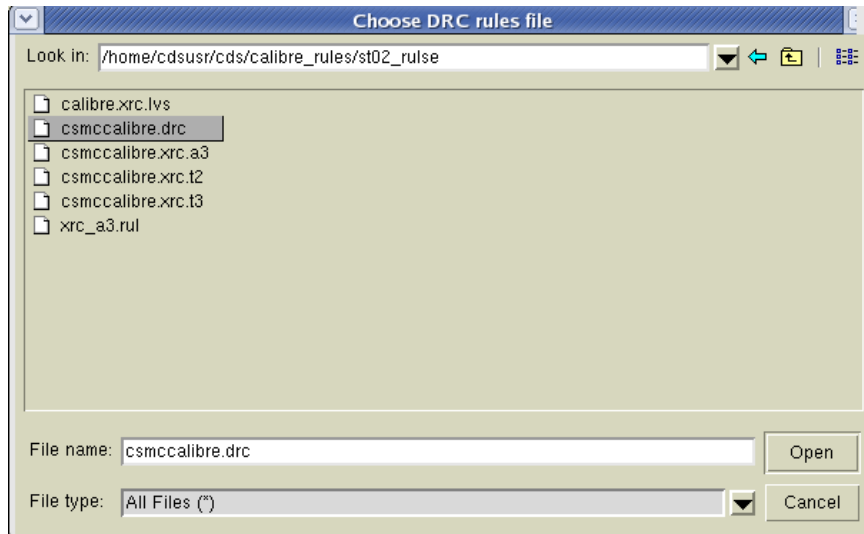 Choose DRC rules file
Look in: /home/cdsusr/cds/calibre_rules/st02_rulse
calibre.xrc.lvs
csmccalibre.drc
csmccalibre.xrc.a3
csmccalibre.xrc.t2
csmccalibre.xrc.t3
xrc_a3.rul
File name: csmccalibre.drc Open
File type: All Files (*) Cancel